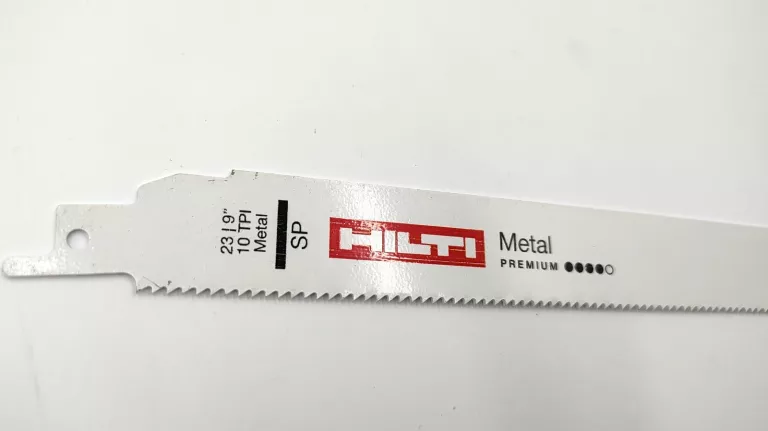 23 | 9"
10 TPI
Metal
SP
HILTI
Metal
PREMIUM